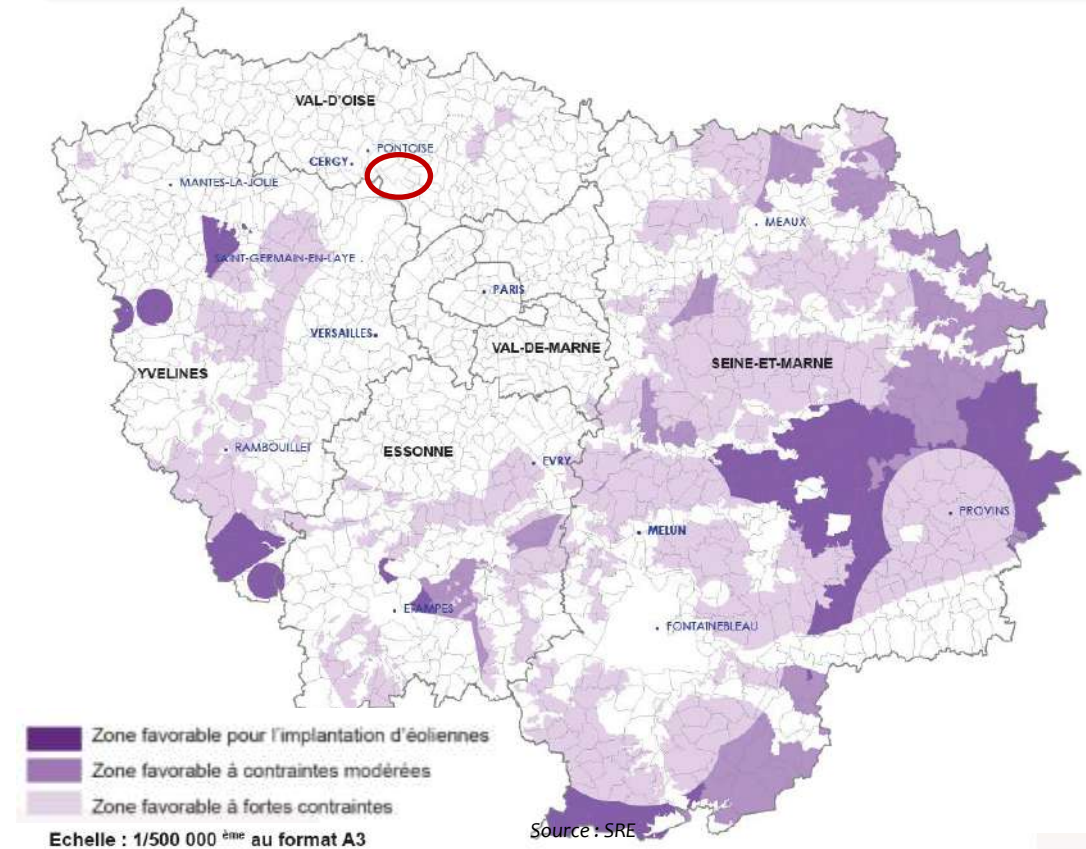 VAL-D'OISE
PONTOISE
CERGY
MANTES-LA-JOLIE
MEAUX
SAINT-GERMAIN-EN-LAYE
PARIS
VERSAILLES
VAL-DE-MARNE
SEINE-ET-MARNE
YVELINES
RAMBOUILLET
ESSONNE
EVRY
PROVINS
MELUN
ETAMPES
FONTAINEBLEAU
Zone favorable pour l'implantation d'éoliennes
Zone favorable à contraintes modérées
Zone favorable à fortes contraintes
Echelle : 1/500 000 ème au format A3
Source : SRE